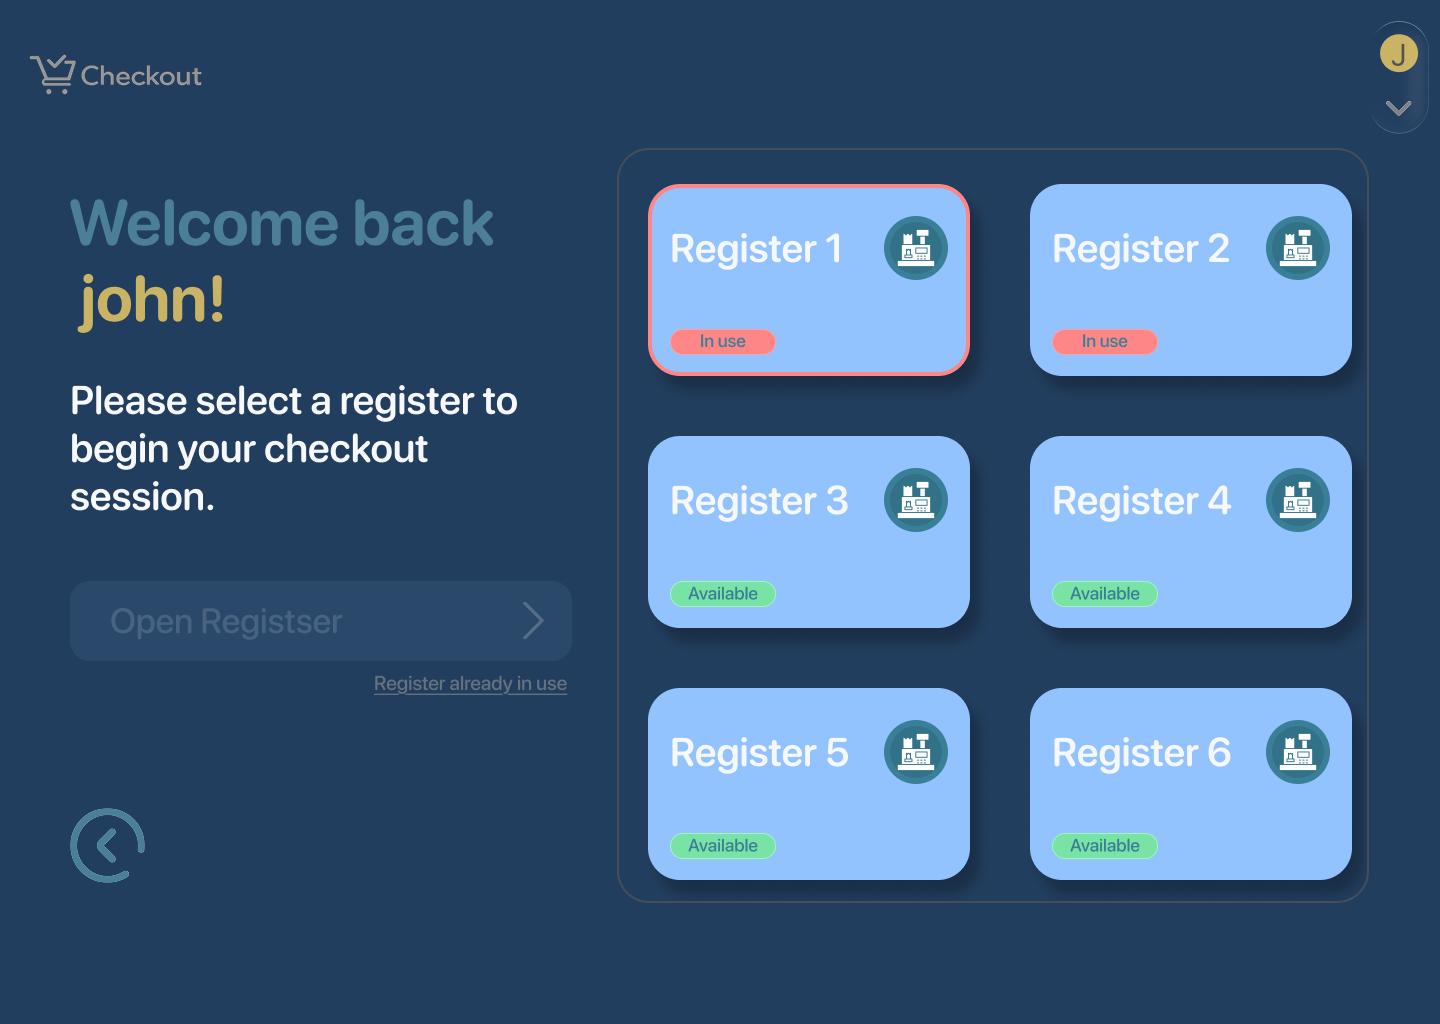 Checkout
J
Welcome back
john!
Please select a register to
begin your checkout
session.
Open Registser
Register already in use
Register 1
In use
Register 2
In use
Register 3
Available
Register 4
Available
Register 5
Available
Register 6
Available